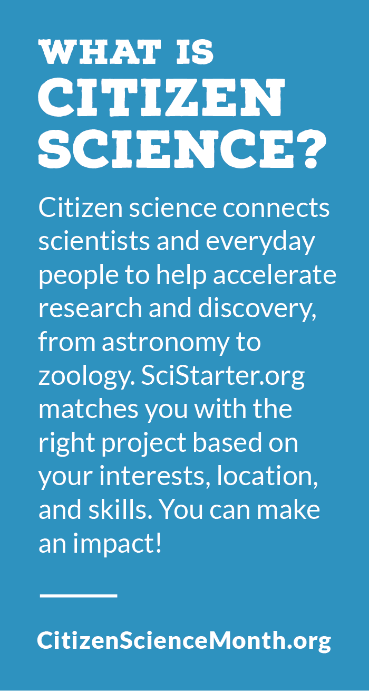 WHAT IS
CITIZEN
SCIENCE?
Citizen science connects
scientists and everyday
people to help accelerate
research and discovery,
from astronomy to
zoology. SciStarter.org
matches you with the
right project based on
your interests, location,
and skills. You can make
an impact!
CitizenScienceMonth.org